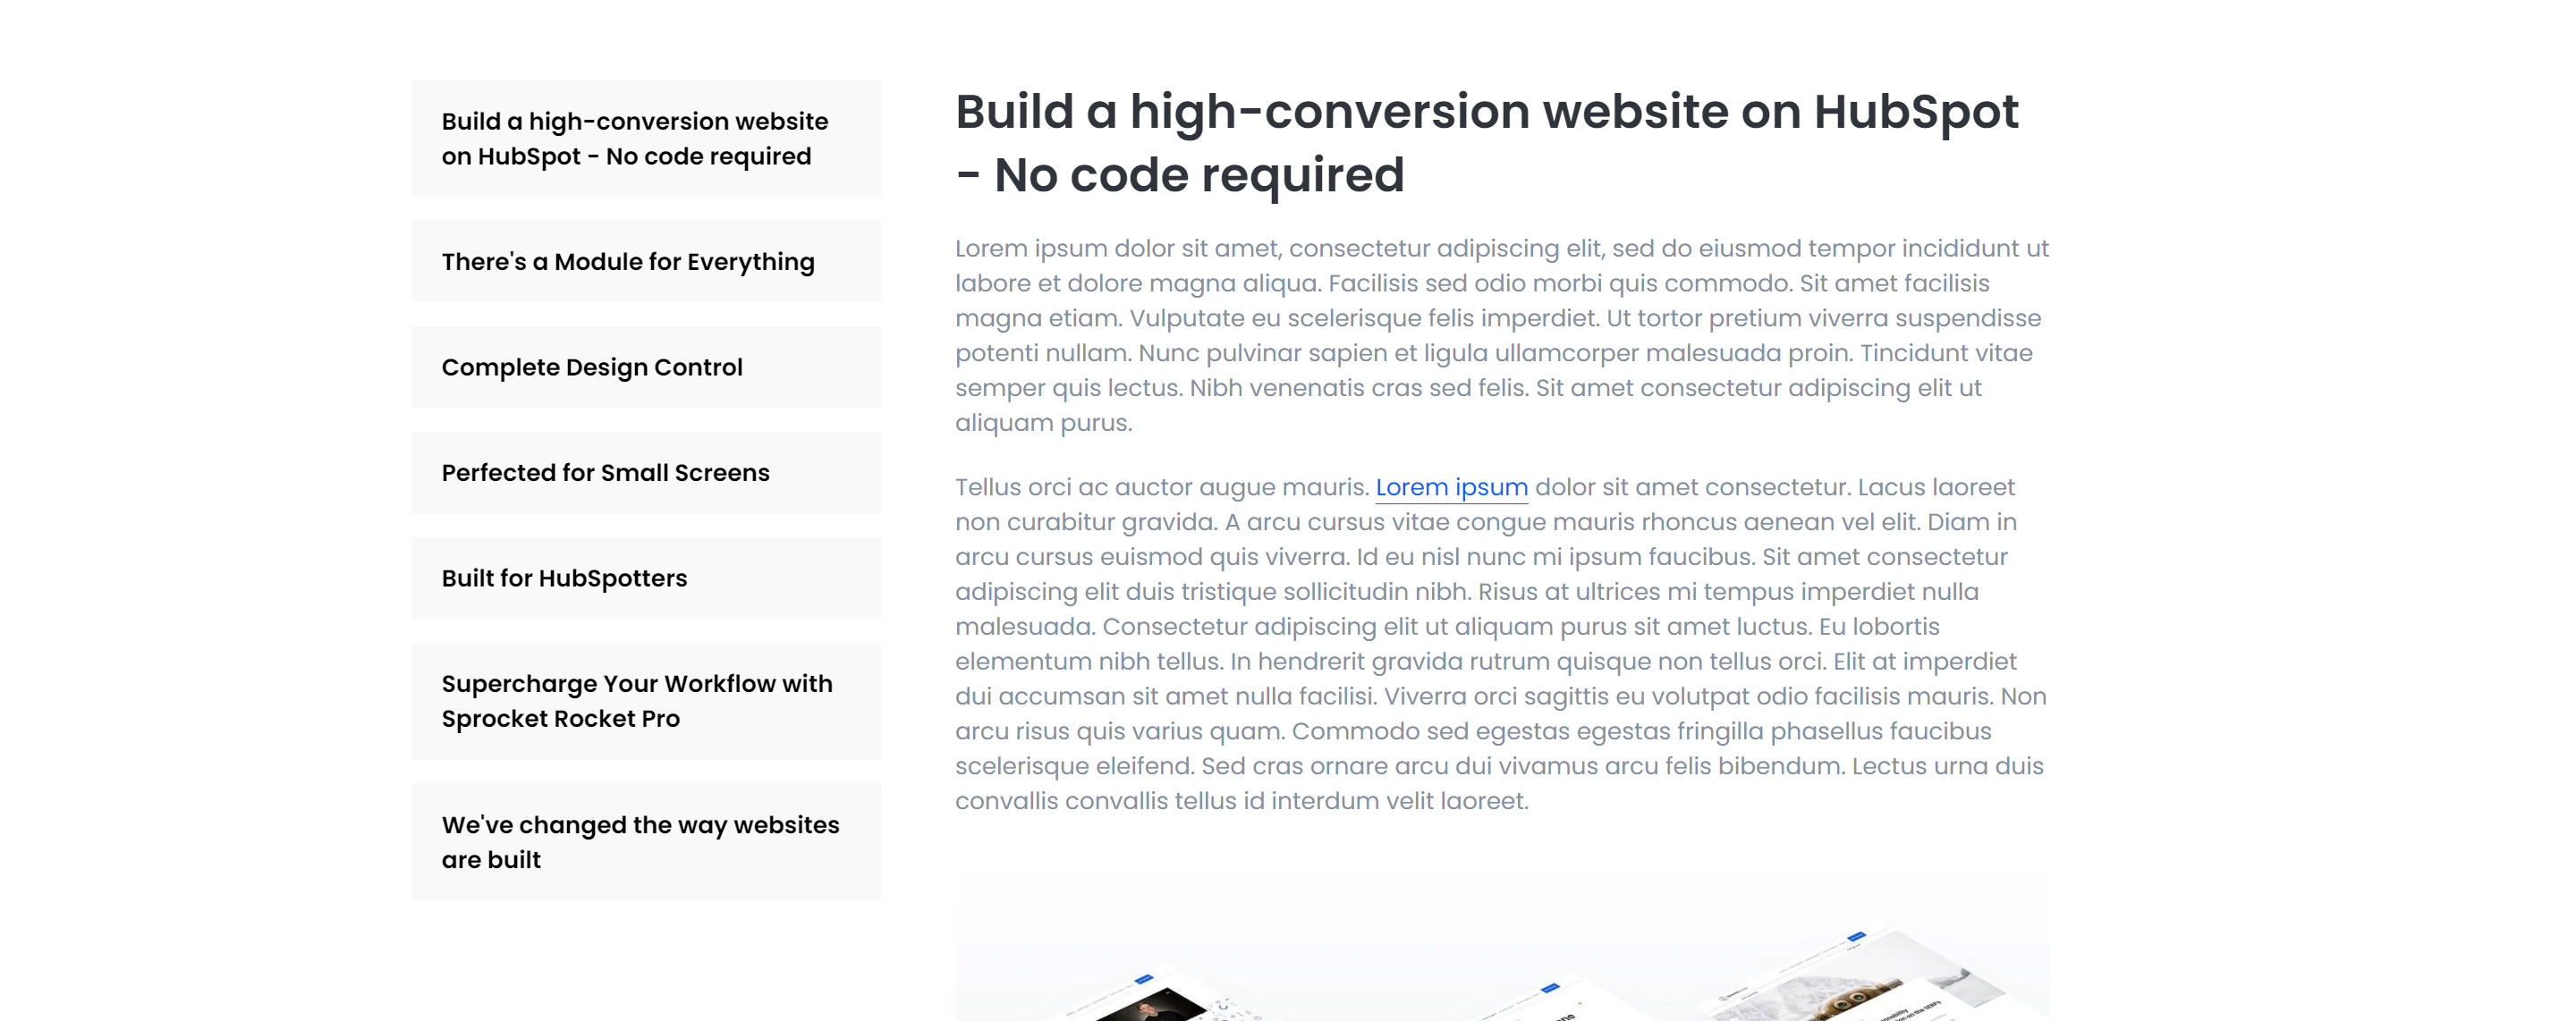 Build a high-conversion website
on HubSpot - No code required
There's a Module for Everything
Complete Design Control
Perfected for Small Screens
Built for HubSpotters
Supercharge Your Workflow with
Sprocket Rocket Pro
We've changed the way websites
are built
Build a high-conversion website on HubSpot
- No code required
Lorem ipsum dolor sit amet, consectetur adipiscing elit, sed do eiusmod tempor incididunt ut
labore et dolore magna aliqua. Facilisis sed odio morbi quis commodo. Sit amet facilisis
magna etiam. Vulputate eu scelerisque felis imperdiet. Ut tortor pretium viverra suspendisse
potenti nullam. Nunc pulvinar sapien et ligula ullamcorper malesuada proin. Tincidunt vitae
semper quis lectus. Nibh venenatis cras sed felis. Sit amet consectetur adipiscing elit ut
aliquam purus.
Tellus orci ac auctor augue mauris. Lorem ipsum dolor sit amet consectetur. Lacus laoreet
non curabitur gravida. A arcu cursus vitae congue mauris rhoncus aenean vel elit. Diam in
arcu cursus euismod quis viverra. Id eu nisl nunc mi ipsum faucibus. Sit amet consectetur
adipiscing elit duis tristique sollicitudin nibh. Risus at ultrices mi tempus imperdiet nulla
malesuada. Consectetur adipiscing elit ut aliquam purus sit amet luctus. Eu lobortis
elementum nibh tellus. In hendrerit gravida rutrum quisque non tellus orci. Elit at imperdiet
dui accumsan sit amet nulla facilisi. Viverra orci sagittis eu volutpat odio facilisis mauris. Non
arcu risus quis varius quam. Commodo sed egestas egestas fringilla phasellus faucibus
scelerisque eleifend. Sed cras ornare arcu dui vivamus arcu felis bibendum. Lectus urna duis
convallis convallis tellus id interdum velit laoreet.